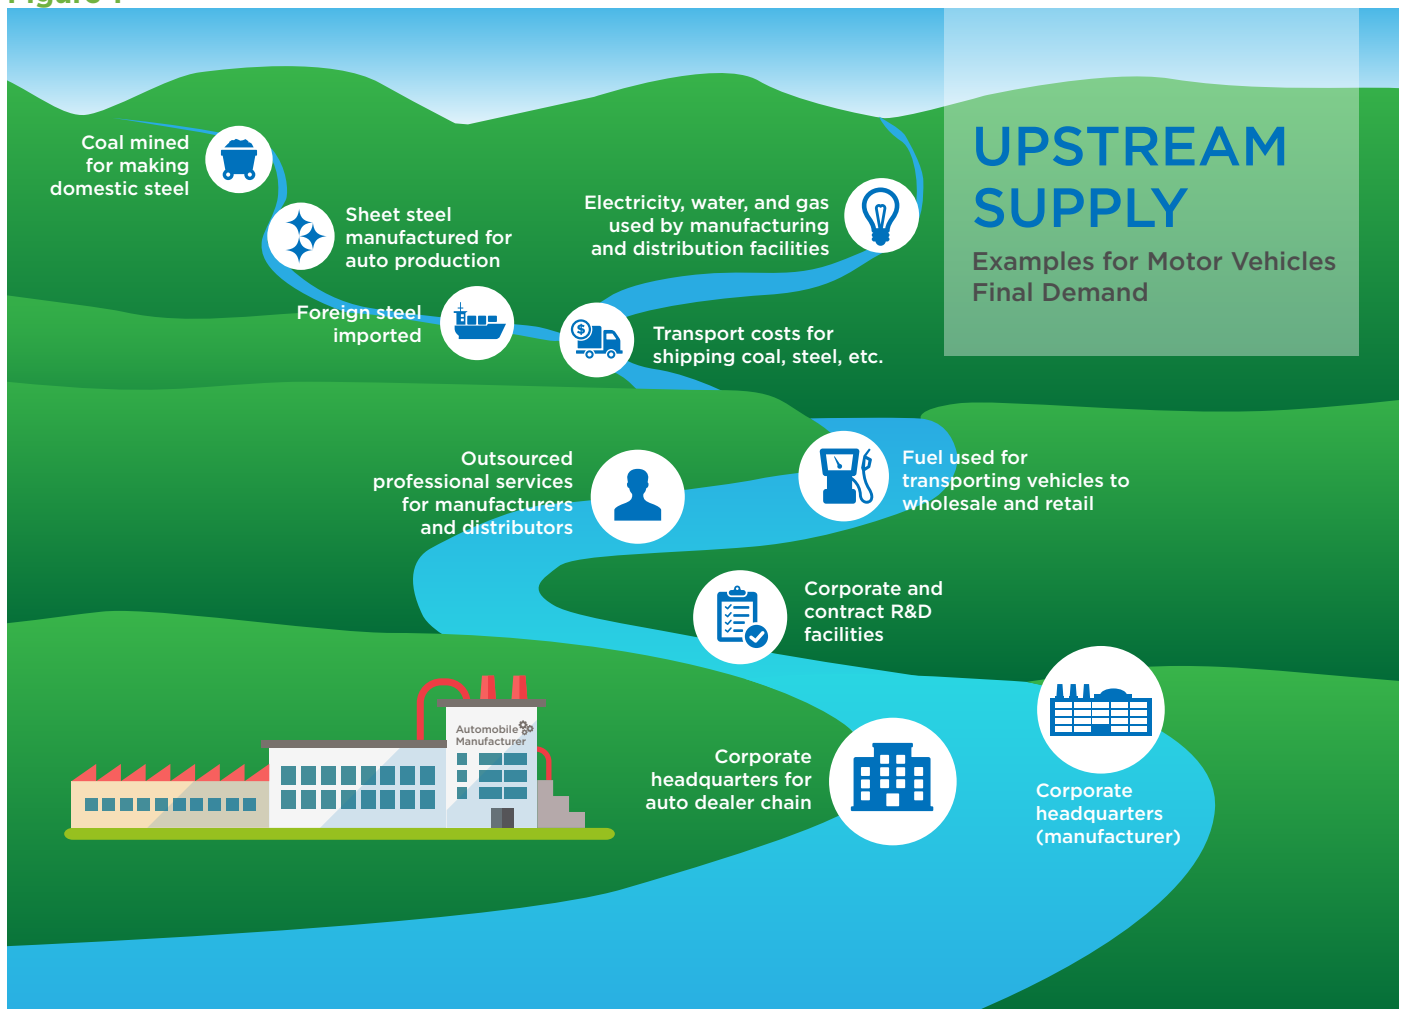 UPSTREAM
SUPPLY
Examples for Motor Vehicles
Final Demand
Coal mined
for making
domestic steel
Sheet steel
manufactured for
auto production
Electricity, water, and gas
used by manufacturing
and distribution facilities
Foreign steel
imported
$
Transport costs for
shipping coal, steel, etc.
Outsourced
professional services
for manufacturers
and distributors
Fuel used for
transporting vehicles to
wholesale and retail
Corporate and
contract R&D
facilities
Automobile
Manufacturer
Corporate
headquarters for
auto dealer chain
Corporate
headquarters
(manufacturer)